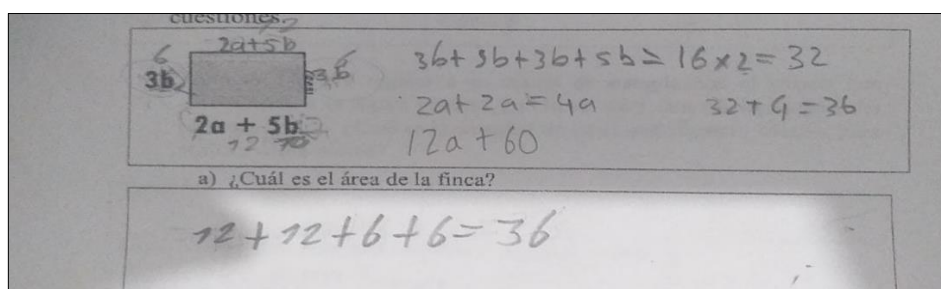 cuestiones.
2a+5b
6
6
3b
3b
3b+5b+3b+5b=16x2=32
2a+2a=4a
32+4=36
2a + 5b
12 10
12a+60
a) ¿Cuál es el área de la finca?
12+12+6+6=36